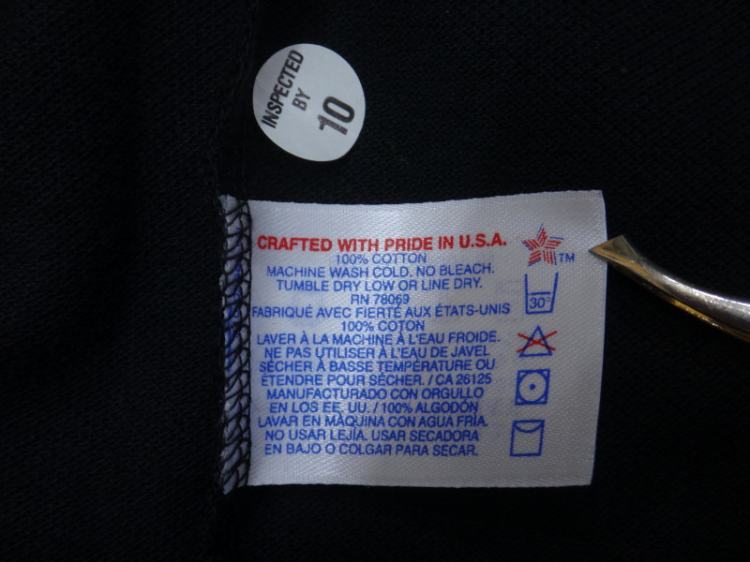 INSPECTED
BY
10
CRAFTED WITH PRIDE IN U.S.A.
TM
100% COTTON
MACHINE WASH COLD. NO BLEACH.
TUMBLE DRY LOW OR LINE DRY.
RN 78069
30°
FABRIQUÉ AVEC FIERTÉ AUX ÉTATS-UNIS
100% COTON
LAVER À LA MACHINE À L'EAU FROIDE.
NE PAS UTILISER À L'EAU DE JAVEL
SÉCHER À BASSE TEMPÉRATURE OU
ÉTENDRE POUR SÉCHER. / CA 26125
MANUFACTURADO CON ORGULLO
EN LOS EE. UU. / 100% ALGODÓN
LAVAR EN MÁQUINA CON AGUA FRÍA.
NO USAR LEJÍA. USAR SECADORA
EN BAJO O COLGAR PARA SECAR.